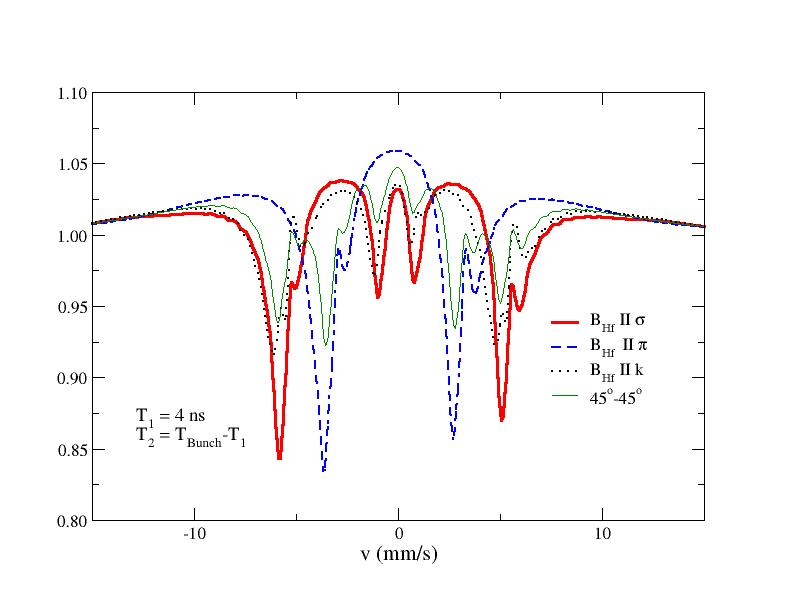 1.10
1.05
1.00
0.95
0.90
0.85
0.80
-10
0
10
v (mm/s)
B_Hf II σ
B_Hf II π
B_Hf II k
45°-45°
T_1 = 4 ns
T_2 = T_Bunch-T_1